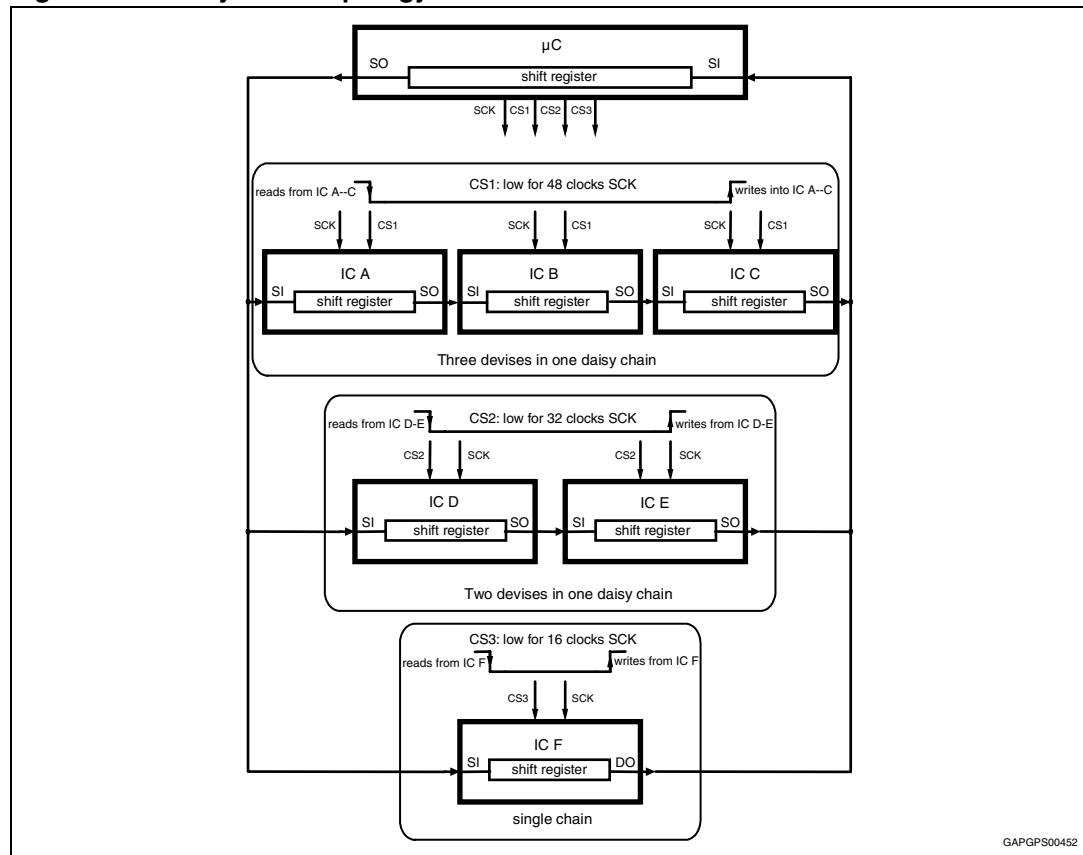 µC
SO
shift register
SI
SCK
CS1
CS2
CS3
CS1: low for 48 clocks SCK
reads from IC A--C
writes into IC A--C
SCK
CS1
SCK
CS1
SCK
CS1
IC A
SI
shift register
SO
IC B
SI
shift register
SO
IC C
SI
shift register
SO
Three devises in one daisy chain
CS2: low for 32 clocks SCK
reads from IC D-E
writes from IC D-E
CS2
SCK
CS2
SCK
IC D
SI
shift register
SO
IC E
SI
shift register
SO
Two devises in one daisy chain
CS3: low for 16 clocks SCK
reads from IC F
writes from IC F
CS3
SCK
IC F
SI
shift register
DO
single chain
GAPGPS00452